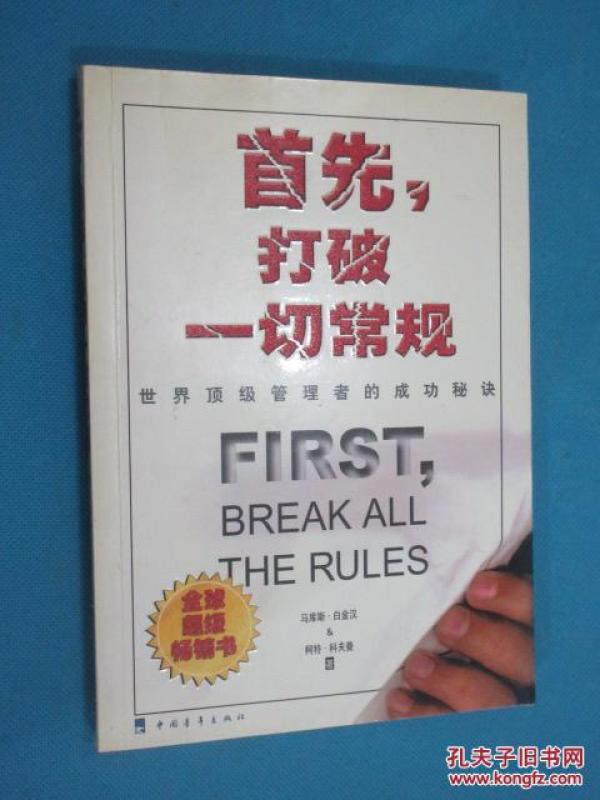 首先，
打破
一切常规
世界顶级管理者的成功秘诀
FIRST,
BREAK ALL
THE RULES
马库斯·白金汉
&
柯特·科夫曼
著
全球
超级
畅销书
中国青年出版社
孔夫子旧书网
www.kongfz.com